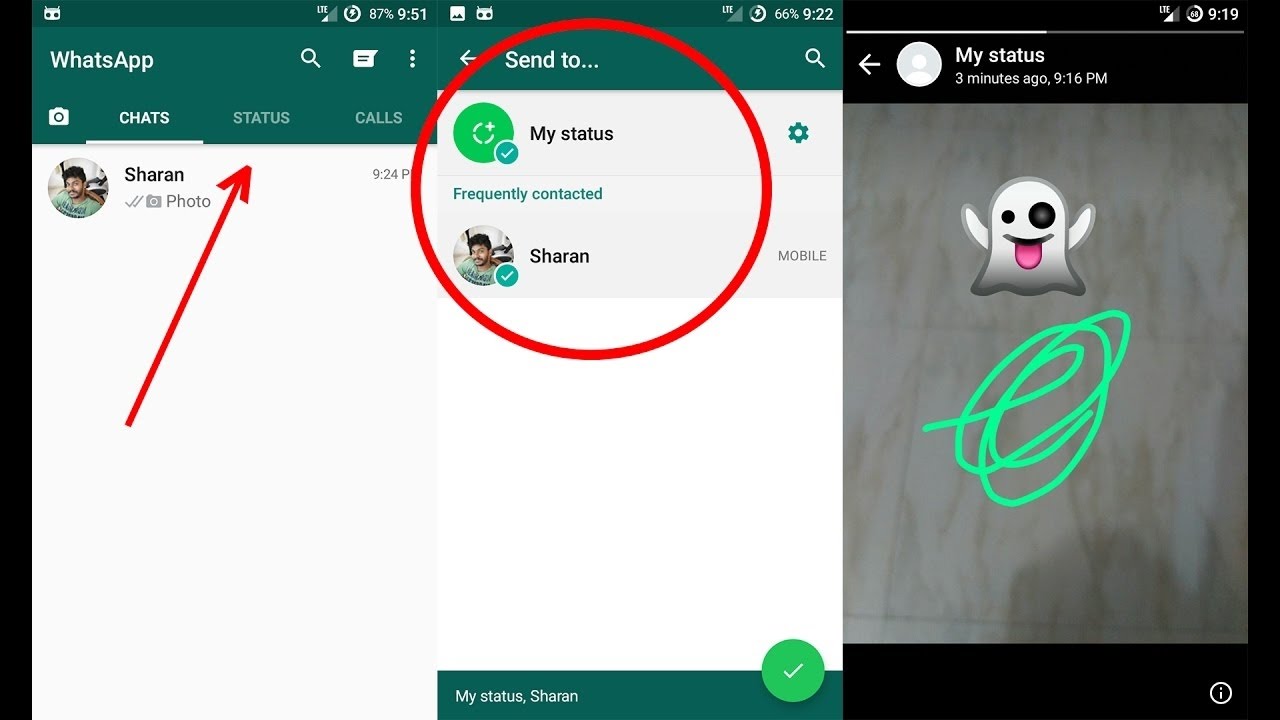 LTE 87% 9:51
WhatsApp
CHATS STATUS CALLS
Sharan
9:24 P
Photo
LTE 66% 9:22
Send to...
My status
Frequently contacted
Sharan
MOBILE
My status, Sharan
LTE 68 9:19
My status
3 minutes ago, 9:16 PM